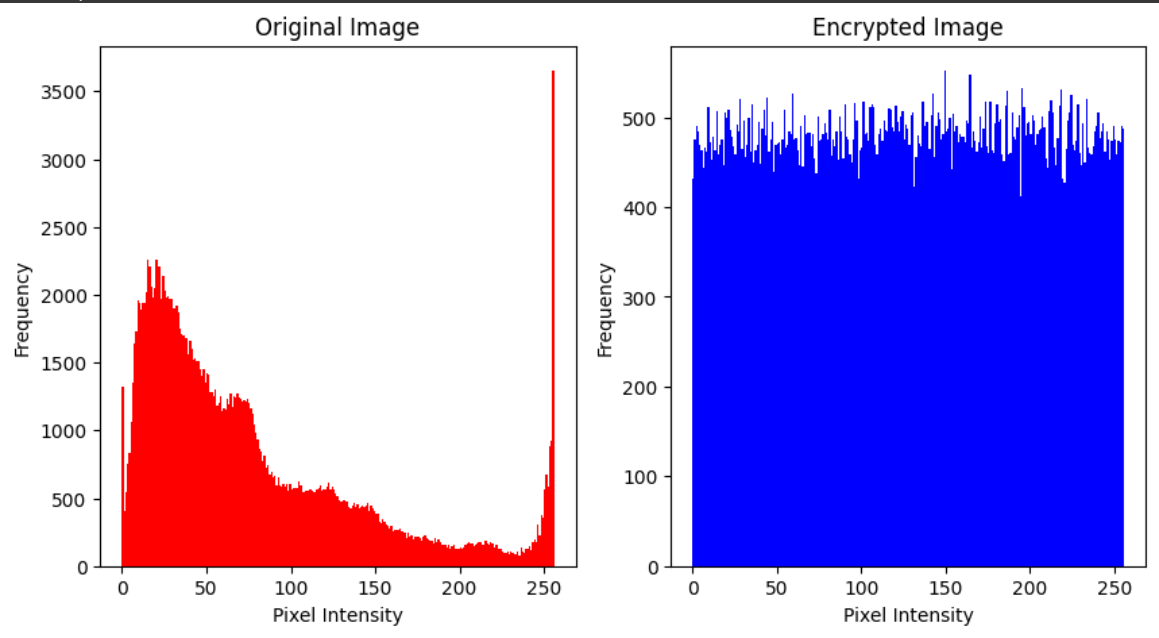 Original Image
Frequency
3500
3000
2500
2000
1500
1000
500
0
0 50 100 150 200 250
Pixel Intensity
Encrypted Image
Frequency
500
400
300
200
100
0
0 50 100 150 200 250
Pixel Intensity